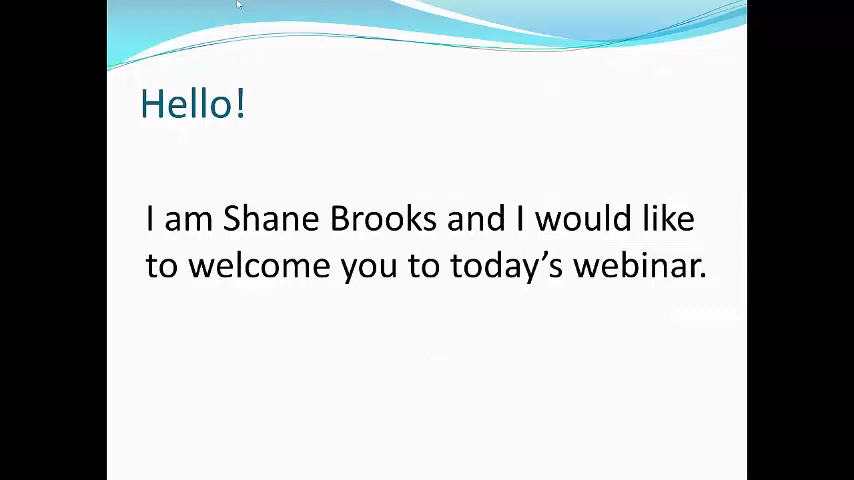 Hello!
I am Shane Brooks and I would like
to welcome you to today’s webinar.